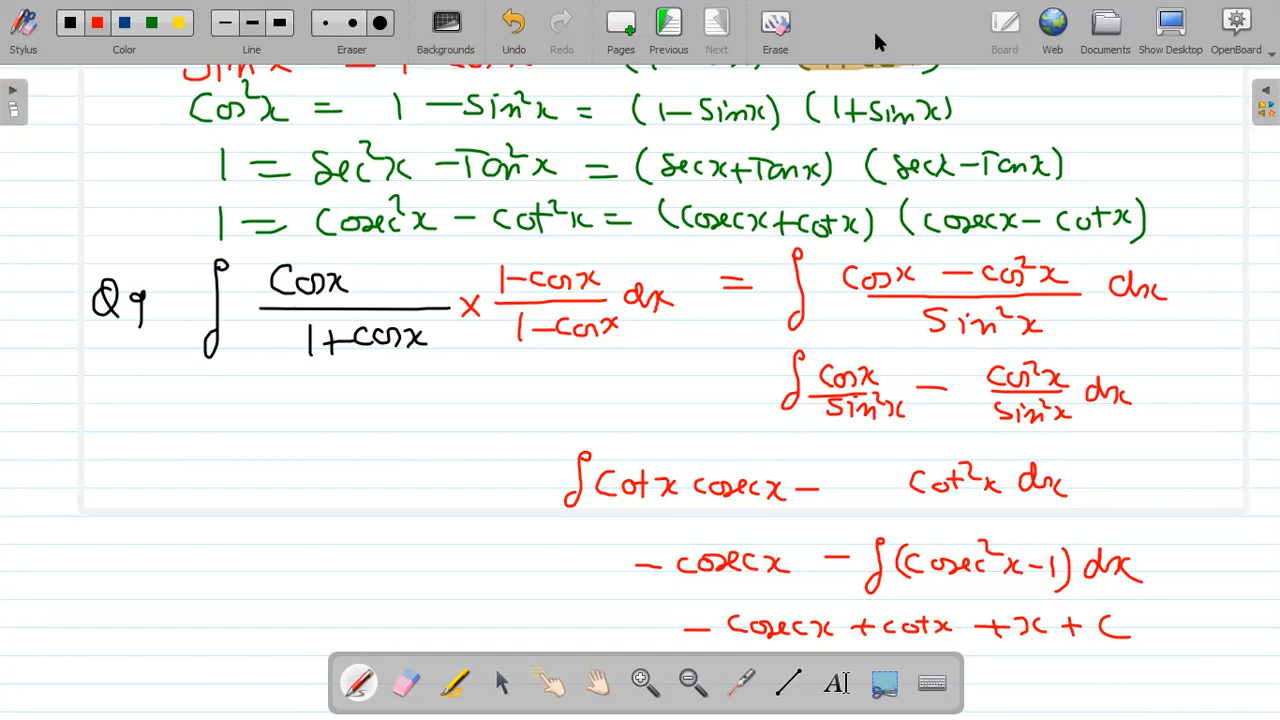 Stylus Color Line Eraser Backgrounds Undo Redo Pages Previous Next Erase Board Web Documents Show Desktop OpenBoard
Cos²x = 1 - Sin²x = (1-Sinx) (1+Sinx)
1 = Sec²x - Tan²x = (Secx+Tanx) (Secx-Tanx)
1 = Cosec²x - cot²x = (Cosecx+cotx) (cosecx - cotx)
Q9 ∫ Cosx / 1+cosx × 1-cosx / 1-cosx dx = ∫ Cosx - cos²x / Sin²x dx
∫ Cosx / Sin²x - Cos²x / Sin²x dx
∫ Cotx cosecx - cot²x dx
- cosecx - ∫(Cosec²x-1) dx
- cosecx + cotx + x + C
AI